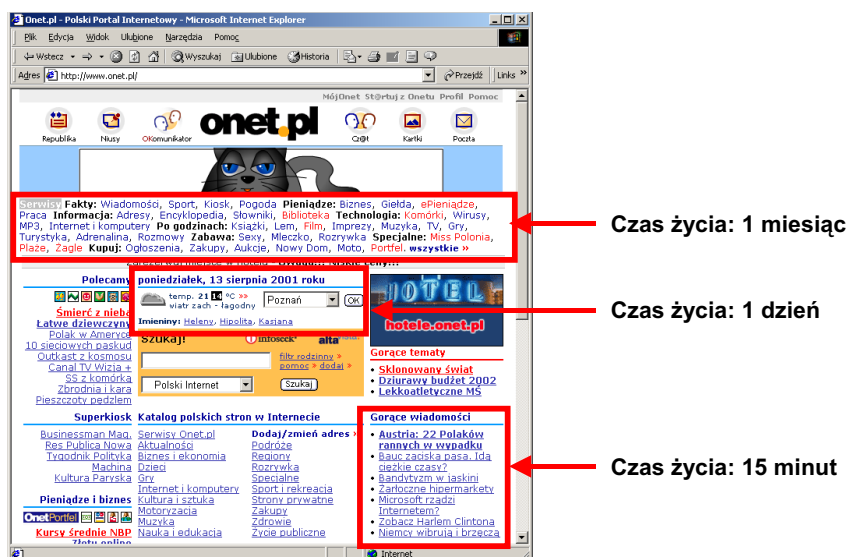 Onet.pl - Polski Portal Internetowy - Microsoft Internet Explorer
Plik Edycja Widok Ulubione Narzędzia Pomoc
Wstecz Wyszukaj Ulubione Historia
Adres http://www.onet.pl/ Przejdź Links »
MójOnet St@rtuj z Onetu Profil Pomoc
onet.pl
Republika Niusy OKomunikator Cz@t Kartki Poczta
Serwisy Fakty: Wiadomości, Sport, Kiosk, Pogoda Pieniądze: Biznes, Giełda, ePieniądze,
Praca Informacja: Adresy, Encyklopedia, Słowniki, Biblioteka Technologia: Komórki, Wirusy,
MP3, Internet i komputery Po godzinach: Książki, Lem, Film, Imprezy, Muzyka, TV, Gry,
Turystyka, Adrenalina, Rozmowy Zabawa: Sexy, Mleczko, Rozrywka Specjalne: Miss Polonia,
Plaże, Żagle Kupuj: Ogłoszenia, Zakupy, Aukcje, Nowy Dom, Moto, Portfel. wszystkie »
Czas życia: 1 miesiąc
Polecamy
Śmierć z nieba
Łatwe dziewczyny
Polak w Ameryce
10 sieciowych paskud
Outkast z kosmosu
Canal TV Wizja +
SS z komórką
Zbrodnia i kara
Pieszczoty pędzlem
poniedziałek, 13 sierpnia 2001 roku
temp. 21 14 °C »
wiatr zach - łagodny Poznań OK
Imieniny: Heleny, Hipolita, Kasjana
Czas życia: 1 dzień
Szukaj! infoseek alta
filtr rodzinny »
pomoc » dodaj »
Polski Internet Szukaj
HOTEL
hotele.onet.pl
Gorące tematy
• Sklonowany świat
• Dziurawy budżet 2002
• Lekkoatletyczne MŚ
Superkiosk
Businessman Mag.
Res Publica Nowa
Tygodnik Polityka
Machina
Kultura Paryska
Pieniądze i biznes
OnetPortfel
Kursy średnie NBP
Złoty online
Katalog polskich stron w Internecie
Serwisy Onet.pl Dodaj/zmień adres »
Aktualności Podróże
Biznes i ekonomia Regiony
Dzieci Rozrywka
Gry Specjalne
Internet i komputery Sport i rekreacja
Kultura i sztuka Strony prywatne
Motoryzacja Zakupy
Muzyka Zdrowie
Nauka i edukacja Życie publiczne
Gorące wiadomości
• Austria: 22 Polaków
rannych w wypadku
• Bauc zaciska pasa. Idą
ciężkie czasy?
• Bandytyzm w jaskini
• Żarłoczne hipermarkety
• Microsoft rządzi
Internetem?
• Zobacz Harlem Clintona
• Niemcy wibrują i brzęczą
Czas życia: 15 minut
Internet